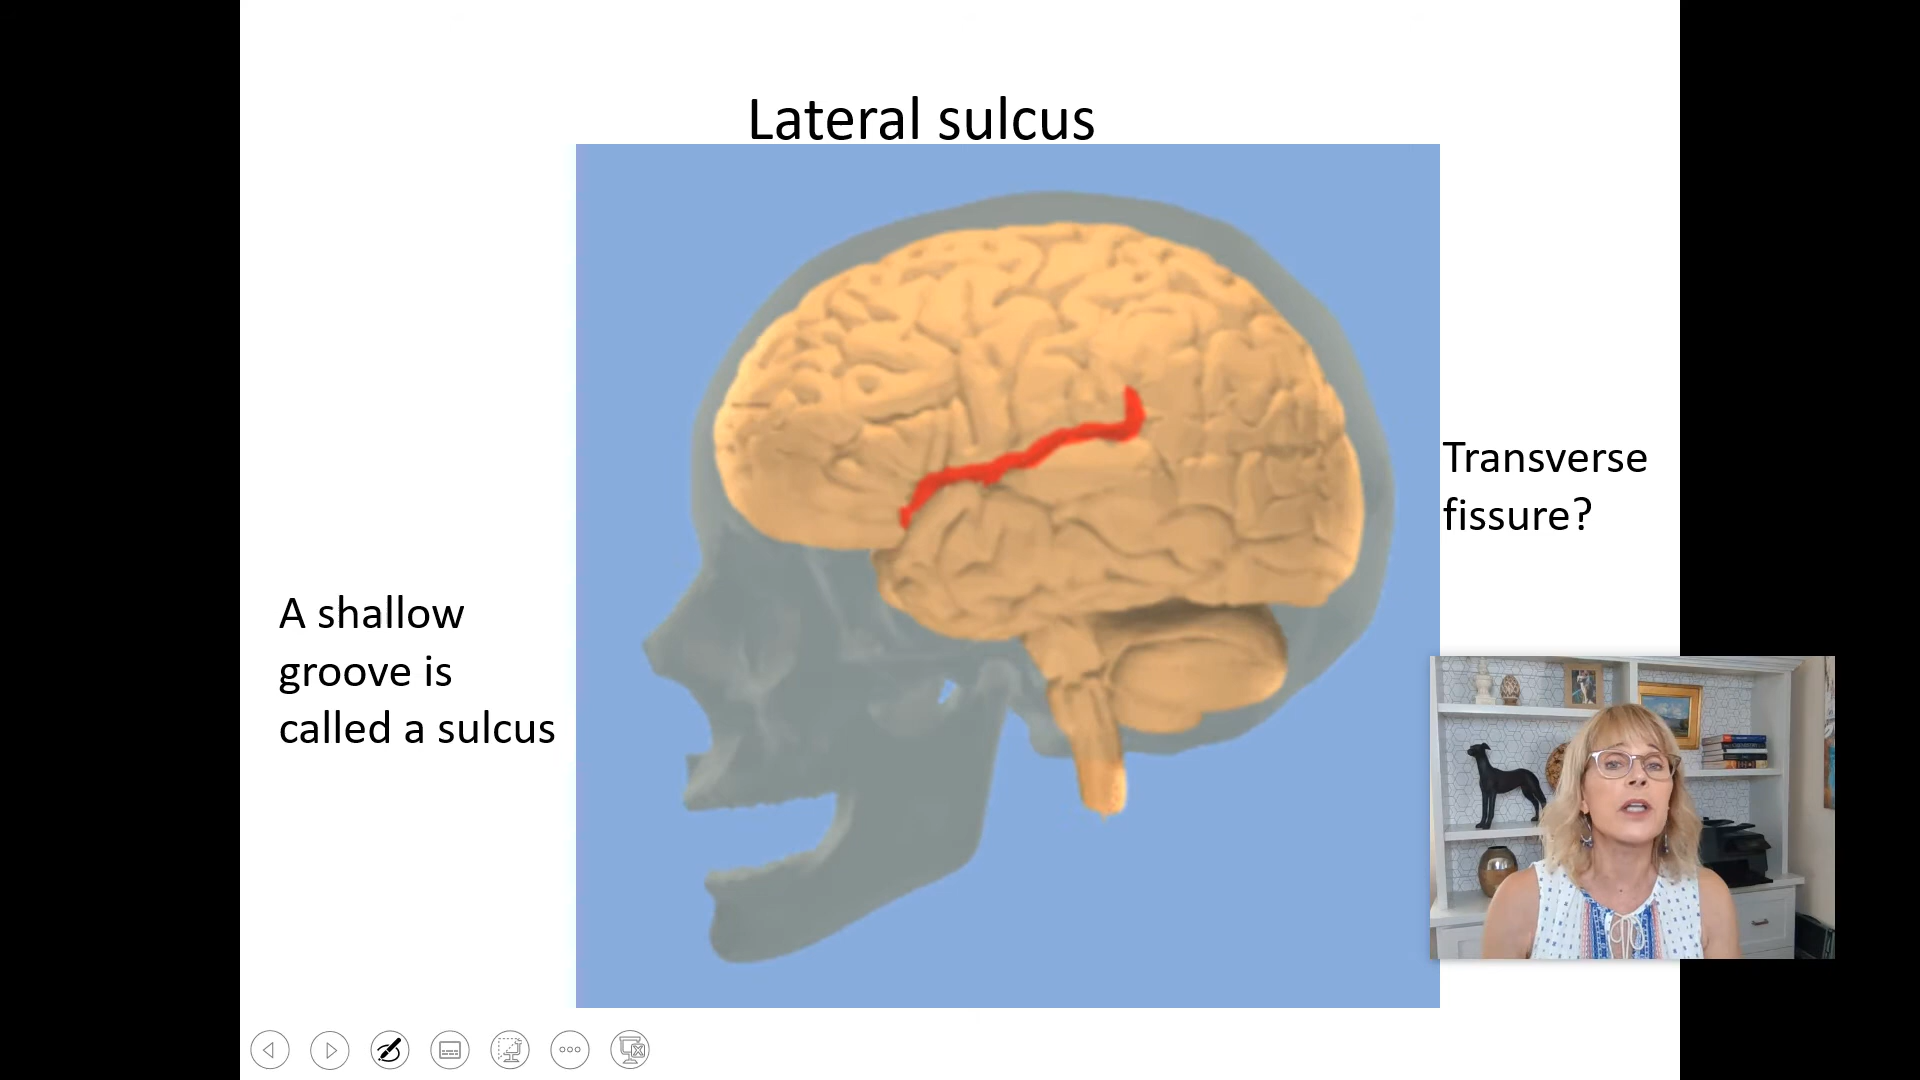 Lateral sulcus
Transverse
fissure?
A shallow
groove is
called a sulcus